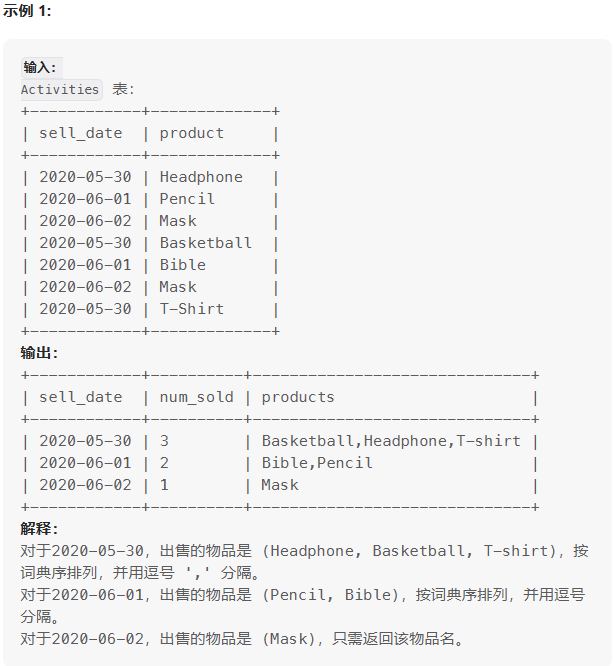 示例 1:
输入:
Activities 表:
+------------+-------------+
| sell_date  | product     |
+------------+-------------+
| 2020-05-30 | Headphone   |
| 2020-06-01 | Pencil      |
| 2020-06-02 | Mask        |
| 2020-05-30 | Basketball  |
| 2020-06-01 | Bible       |
| 2020-06-02 | Mask        |
| 2020-05-30 | T-Shirt     |
+------------+-------------+
输出:
+------------+----------+------------------------------+
| sell_date  | num_sold | products                     |
+------------+----------+------------------------------+
| 2020-05-30 | 3        | Basketball,Headphone,T-shirt |
| 2020-06-01 | 2        | Bible,Pencil                 |
| 2020-06-02 | 1        | Mask                         |
+------------+----------+------------------------------+
解释:
对于2020-05-30，出售的物品是 (Headphone, Basketball, T-shirt)，按
词典序排列，并用逗号 ',' 分隔。
对于2020-06-01，出售的物品是 (Pencil, Bible)，按词典序排列，并用逗号
分隔。
对于2020-06-02，出售的物品是 (Mask)，只需返回该物品名。